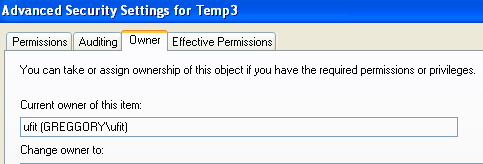 Advanced Security Settings for Temp3
Permissions Auditing Owner Effective Permissions
You can take or assign ownership of this object if you have the required permissions or privileges.
Current owner of this item:
ufit (GREGGORY\ufit)
Change owner to: